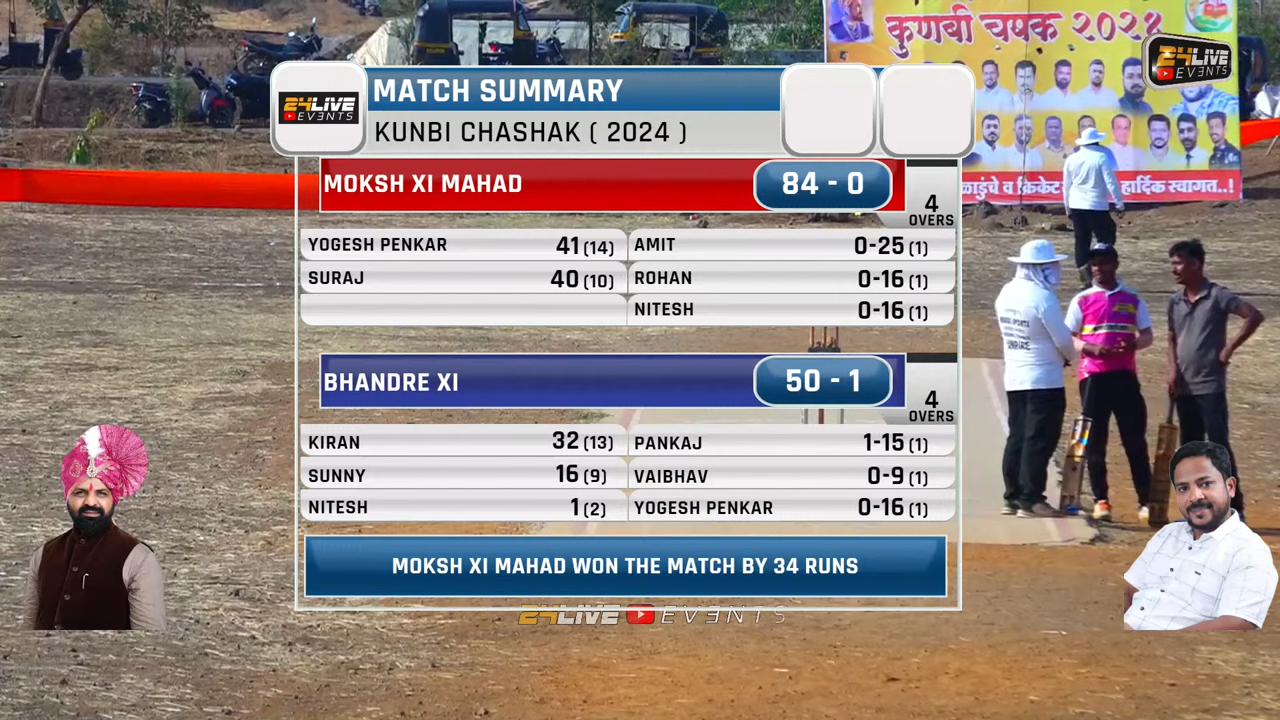 कुणबी चषक २०२४
24LIVE
EVENTS
24LIVE
EVENTS
MATCH SUMMARY
KUNBI CHASHAK ( 2024 )
MOKSH XI MAHAD 84 - 0
4
OVERS
YOGESH PENKAR 41 (14) AMIT 0-25 (1)
SURAJ 40 (10) ROHAN 0-16 (1)
NITESH 0-16 (1)
व क्रिकेट
हार्दिक स्वागत..!
BHANDRE XI 50 - 1
4
OVERS
KIRAN 32 (13) PANKAJ 1-15 (1)
SUNNY 16 (9) VAIBHAV 0-9 (1)
NITESH 1 (2) YOGESH PENKAR 0-16 (1)
MOKSH XI MAHAD WON THE MATCH BY 34 RUNS
24LIVE EVENTS